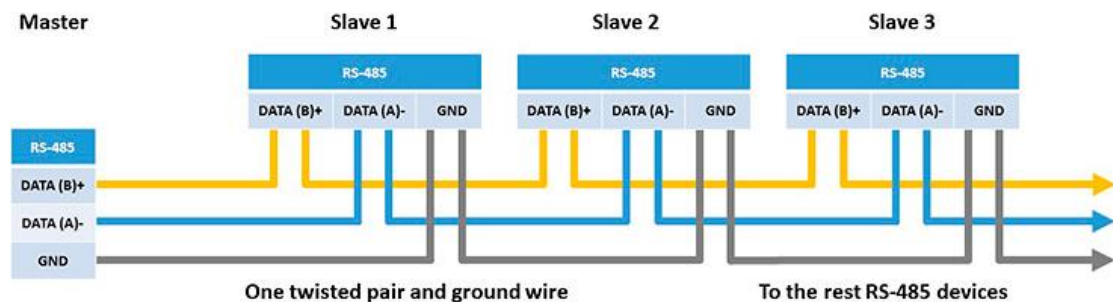 Master
Slave 1
Slave 2
Slave 3
RS-485
RS-485
RS-485
DATA (B)+ DATA (A)- GND
DATA (B)+ DATA (A)- GND
DATA (B)+ DATA (A)- GND
RS-485
DATA (B)+
DATA (A)-
GND
One twisted pair and ground wire
To the rest RS-485 devices